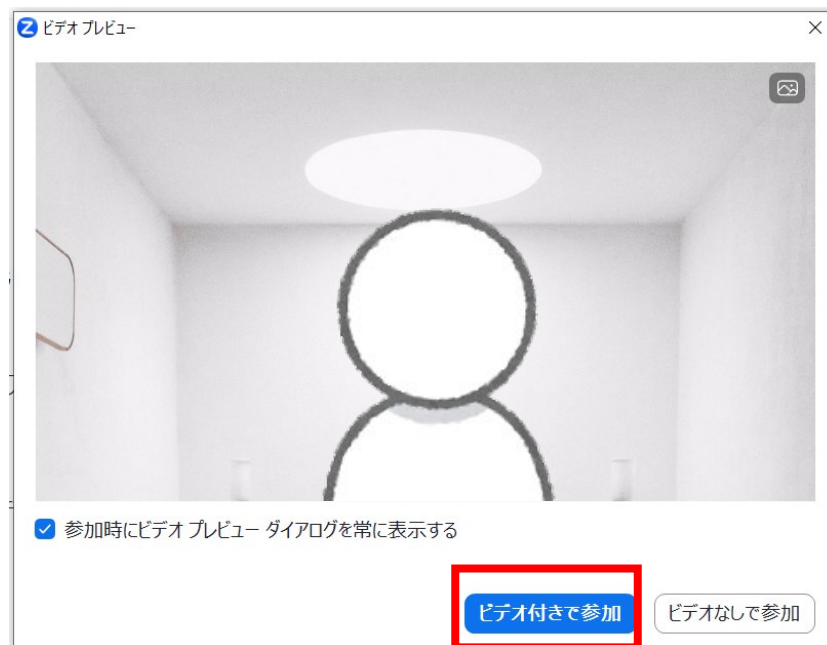 ビデオ プレビュー
参加時にビデオ プレビュー ダイアログを常に表示する
ビデオ付きで参加
ビデオなしで参加